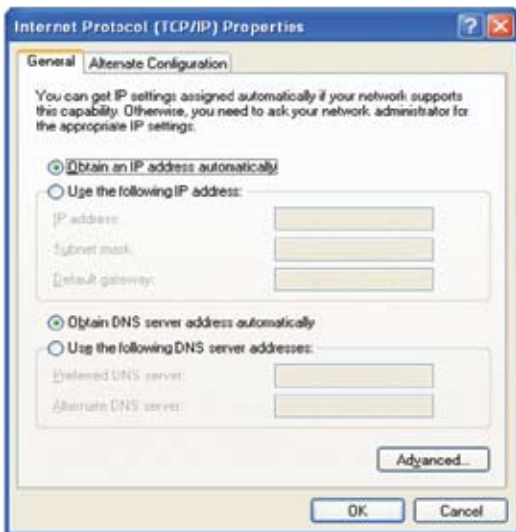 Internet Protocol (TCP/IP) Properties
General
Alternate Configuration
You can get IP settings assigned automatically if your network supports
this capability. Otherwise, you need to ask your network administrator for
the appropriate IP settings.
Obtain an IP address automatically
Use the following IP address:
IP address:
Subnet mask:
Default gateway:
Obtain DNS server address automatically
Use the following DNS server addresses:
Preferred DNS server:
Alternate DNS server:
Advanced...
OK
Cancel